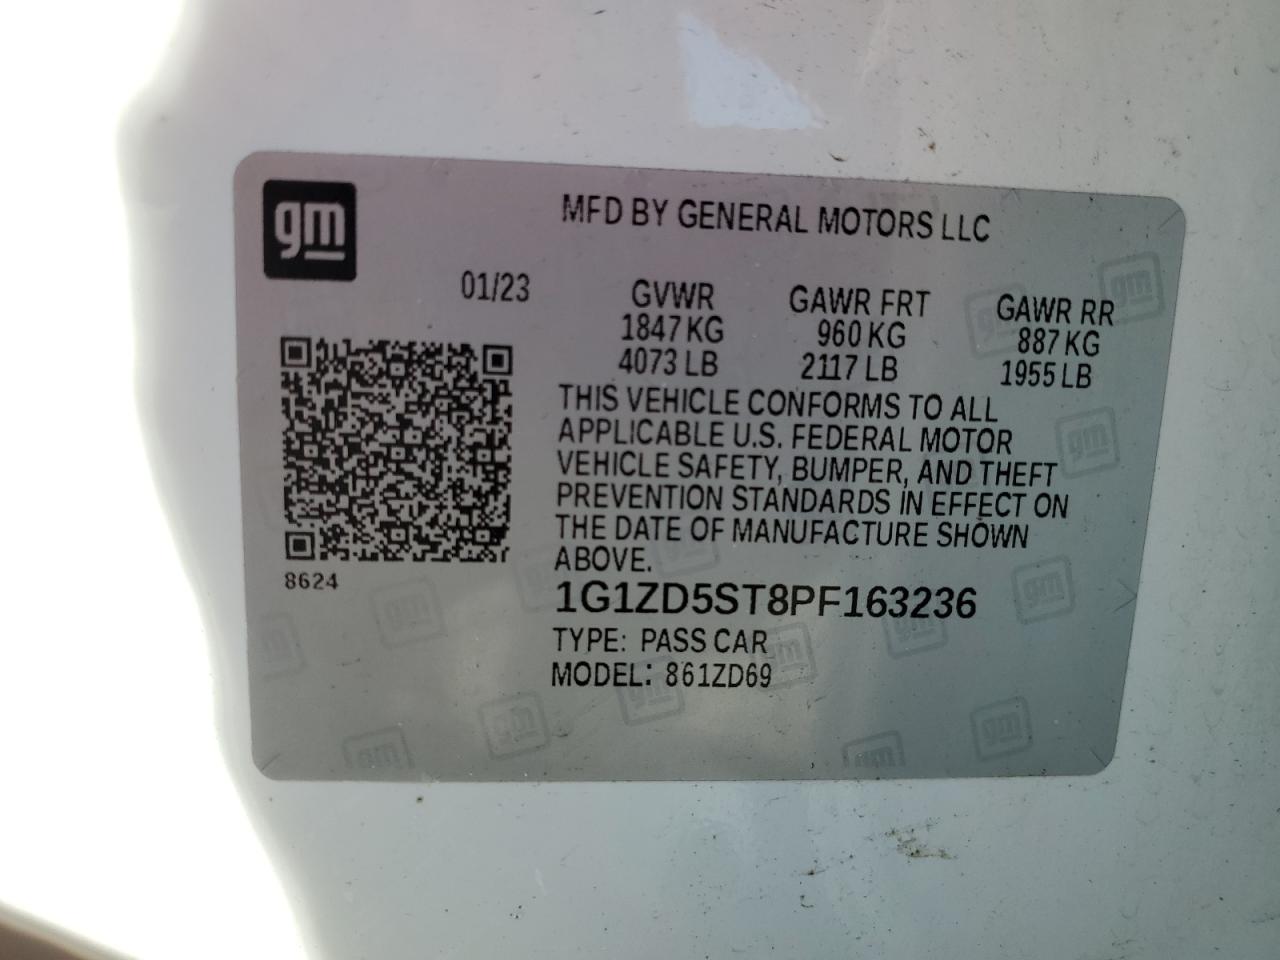 gm
MFD BY GENERAL MOTORS LLC
01/23
GVWR GAWR FRT GAWR RR
1847 KG 960 KG 887 KG
4073 LB 2117 LB 1955 LB
THIS VEHICLE CONFORMS TO ALL
APPLICABLE U.S. FEDERAL MOTOR
VEHICLE SAFETY, BUMPER, AND THEFT
PREVENTION STANDARDS IN EFFECT ON
THE DATE OF MANUFACTURE SHOWN
ABOVE.
8624
1G1ZD5ST8PF163236
TYPE: PASS CAR
MODEL: 861ZD69